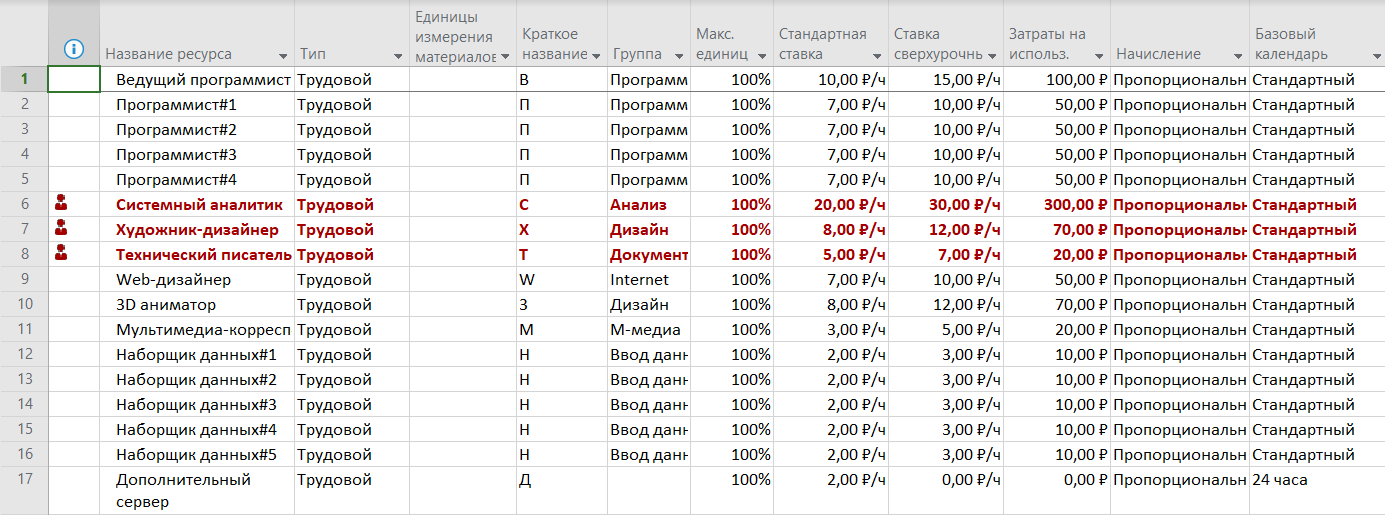 Название ресурса Тип Единицы измерения материалов Краткое название Группа Макс. единиц Стандартная ставка Ставка сверхурочнь Затраты на использ. Начисление Базовый календарь
1 Ведущий программист Трудовой В Программ 100% 10,00 ₽/ч 15,00 ₽/ч 100,00 ₽ Пропорциональн Стандартный
2 Программист#1 Трудовой П Программ 100% 7,00 ₽/ч 10,00 ₽/ч 50,00 ₽ Пропорциональн Стандартный
3 Программист#2 Трудовой П Программ 100% 7,00 ₽/ч 10,00 ₽/ч 50,00 ₽ Пропорциональн Стандартный
4 Программист#3 Трудовой П Программ 100% 7,00 ₽/ч 10,00 ₽/ч 50,00 ₽ Пропорциональн Стандартный
5 Программист#4 Трудовой П Программ 100% 7,00 ₽/ч 10,00 ₽/ч 50,00 ₽ Пропорциональн Стандартный
6 Системный аналитик Трудовой С Анализ 100% 20,00 ₽/ч 30,00 ₽/ч 300,00 ₽ Пропорциональн Стандартный
7 Художник-дизайнер Трудовой Х Дизайн 100% 8,00 ₽/ч 12,00 ₽/ч 70,00 ₽ Пропорциональн Стандартный
8 Технический писатель Трудовой Т Документ 100% 5,00 ₽/ч 7,00 ₽/ч 20,00 ₽ Пропорциональн Стандартный
9 Web-дизайнер Трудовой W Internet 100% 7,00 ₽/ч 10,00 ₽/ч 50,00 ₽ Пропорциональн Стандартный
10 3D аниматор Трудовой 3 Дизайн 100% 8,00 ₽/ч 12,00 ₽/ч 70,00 ₽ Пропорциональн Стандартный
11 Мультимедиа-корресп Трудовой М М-медиа 100% 3,00 ₽/ч 5,00 ₽/ч 20,00 ₽ Пропорциональн Стандартный
12 Наборщик данных#1 Трудовой Н Ввод данн 100% 2,00 ₽/ч 3,00 ₽/ч 10,00 ₽ Пропорциональн Стандартный
13 Наборщик данных#2 Трудовой Н Ввод данн 100% 2,00 ₽/ч 3,00 ₽/ч 10,00 ₽ Пропорциональн Стандартный
14 Наборщик данных#3 Трудовой Н Ввод данн 100% 2,00 ₽/ч 3,00 ₽/ч 10,00 ₽ Пропорциональн Стандартный
15 Наборщик данных#4 Трудовой Н Ввод данн 100% 2,00 ₽/ч 3,00 ₽/ч 10,00 ₽ Пропорциональн Стандартный
16 Наборщик данных#5 Трудовой Н Ввод данн 100% 2,00 ₽/ч 3,00 ₽/ч 10,00 ₽ Пропорциональн Стандартный
17 Дополнительный сервер Трудовой Д 100% 2,00 ₽/ч 0,00 ₽/ч 0,00 ₽ Пропорциональн 24 часа